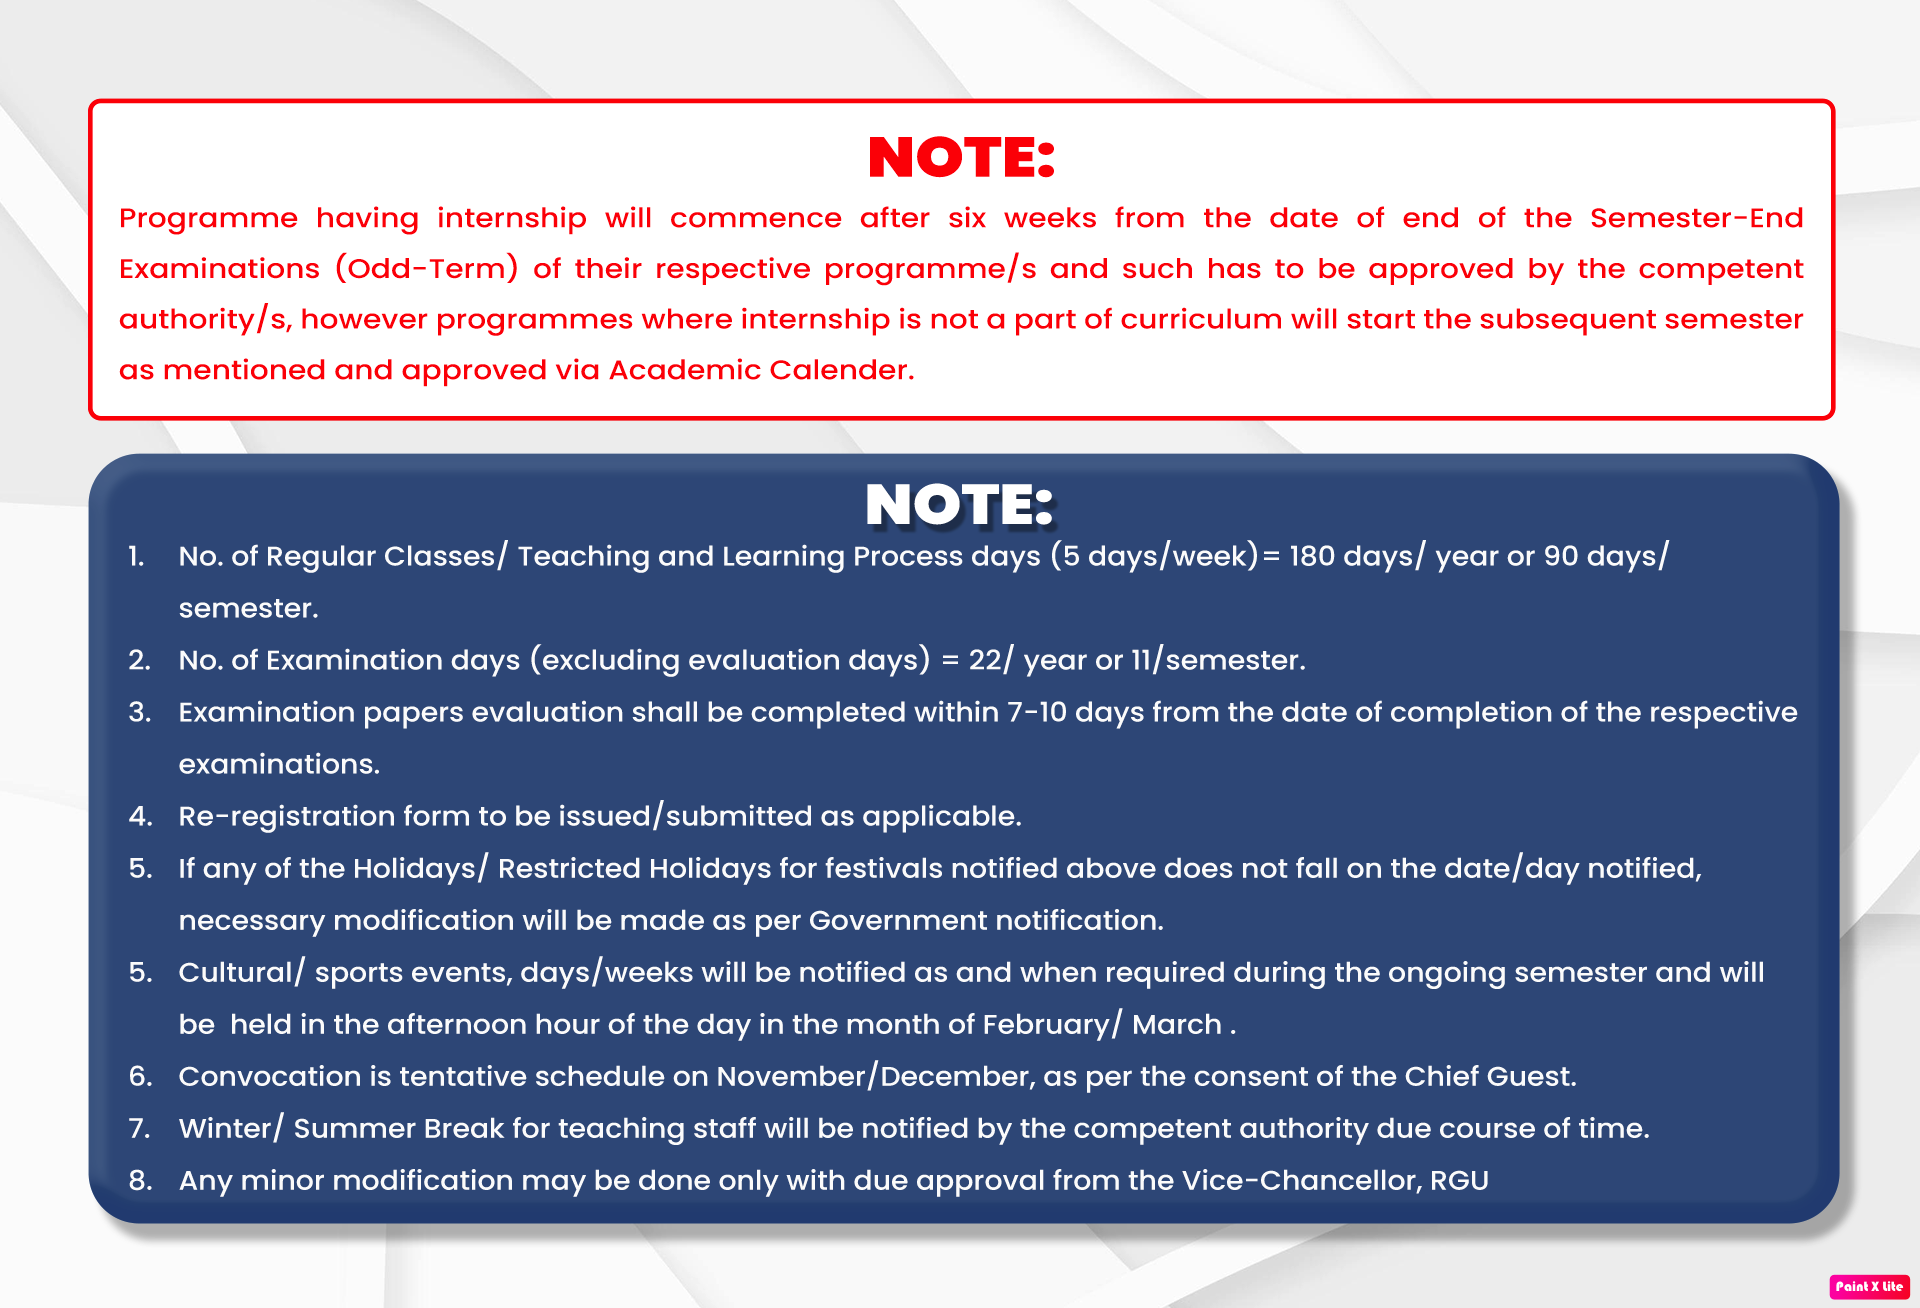 NOTE:
Programme having internship will commence after six weeks from the date of end of the Semester-End
Examinations (Odd-Term) of their respective programme/s and such has to be approved by the competent
authority/s, however programmes where internship is not a part of curriculum will start the subsequent semester
as mentioned and approved via Academic Calender.
NOTE:
1. No. of Regular Classes/ Teaching and Learning Process days (5 days/week)= 180 days/ year or 90 days/
semester.
2. No. of Examination days (excluding evaluation days) = 22/ year or 11/semester.
3. Examination papers evaluation shall be completed within 7-10 days from the date of completion of the respective
examinations.
4. Re-registration form to be issued/submitted as applicable.
5. If any of the Holidays/ Restricted Holidays for festivals notified above does not fall on the date/day notified,
necessary modification will be made as per Government notification.
5. Cultural/ sports events, days/weeks will be notified as and when required during the ongoing semester and will
be held in the afternoon hour of the day in the month of February/ March .
6. Convocation is tentative schedule on November/December, as per the consent of the Chief Guest.
7. Winter/ Summer Break for teaching staff will be notified by the competent authority due course of time.
8. Any minor modification may be done only with due approval from the Vice-Chancellor, RGU
Paint X Lite